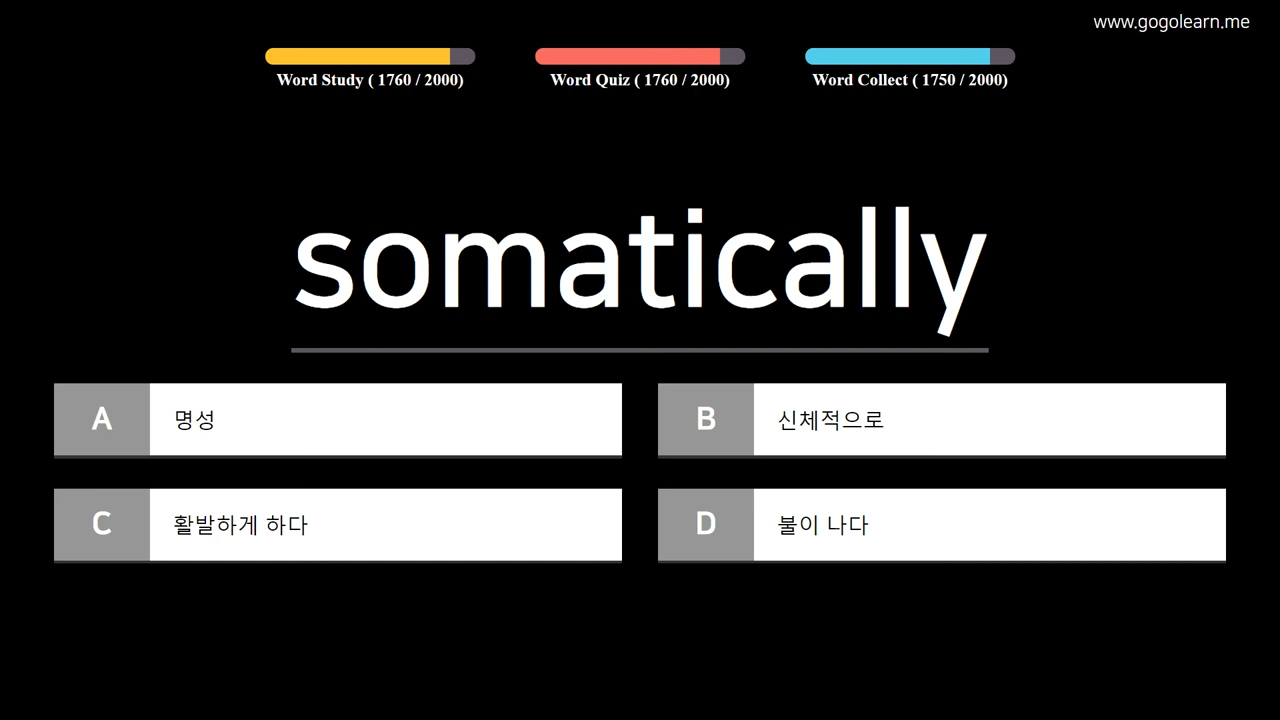 www.gogolearn.me
Word Study ( 1760 / 2000)
Word Quiz ( 1760 / 2000)
Word Collect ( 1750 / 2000)
somatically
A 명성
B 신체적으로
C 활발하게 하다
D 불이 나다